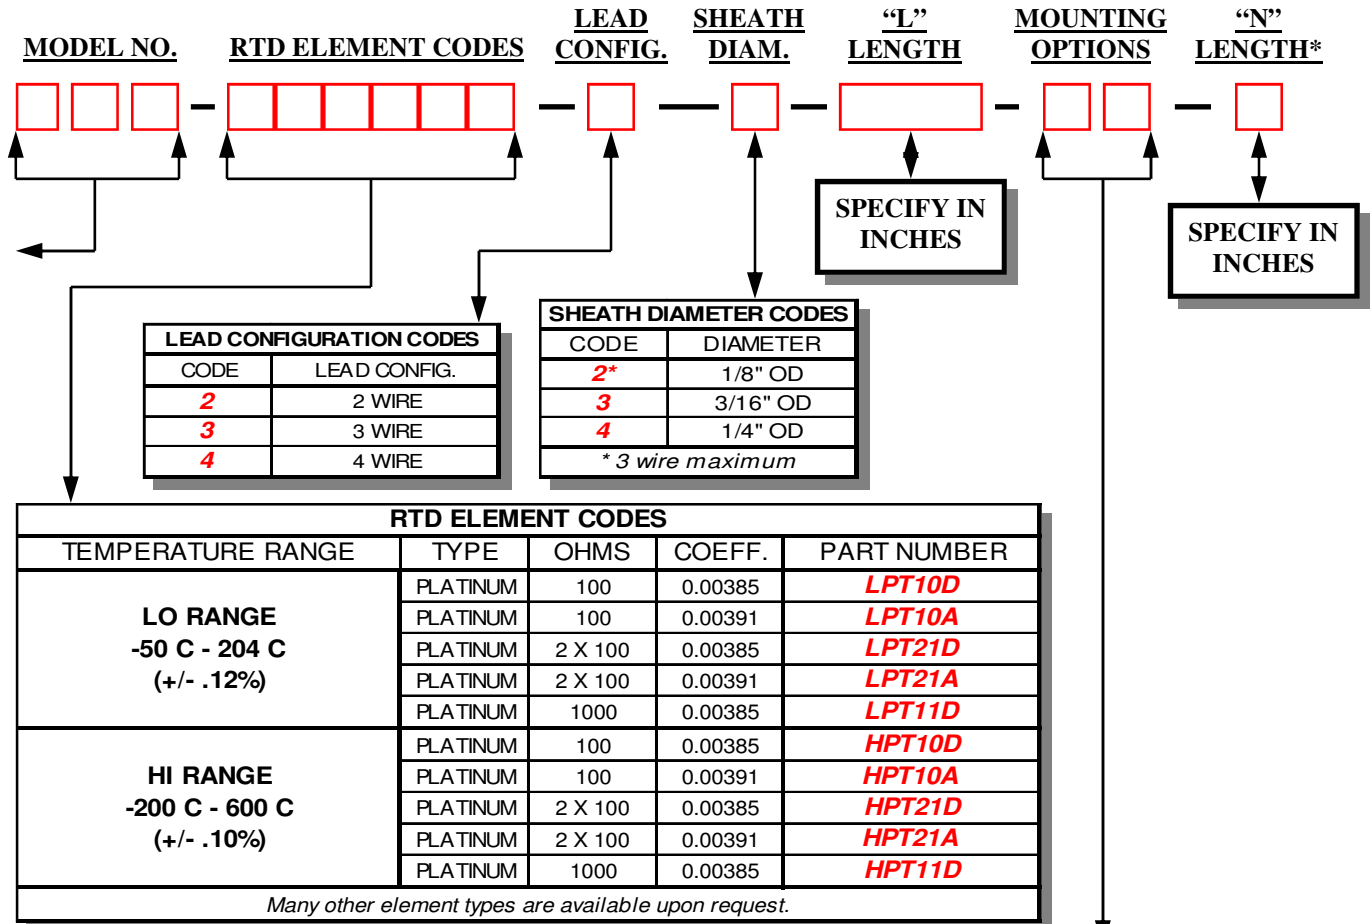 MODEL NO. RTD ELEMENT CODES LEAD CONFIG. SHEATH DIAM. “L” LENGTH MOUNTING OPTIONS “N” LENGTH*
SPECIFY IN
INCHES
SPECIFY IN
INCHES
LEAD CONFIGURATION CODES
CODE LEAD CONFIG.
2 2 WIRE
3 3 WIRE
4 4 WIRE
SHEATH DIAMETER CODES
CODE DIAMETER
2* 1/8" OD
3 3/16" OD
4 1/4" OD
* 3 wire maximum
RTD ELEMENT CODES
TEMPERATURE RANGE TYPE OHMS COEFF. PART NUMBER
LO RANGE
-50 C - 204 C
(+/- .12%)
PLATINUM 100 0.00385 LPT10D
PLATINUM 100 0.00391 LPT10A
PLATINUM 2 X 100 0.00385 LPT21D
PLATINUM 2 X 100 0.00391 LPT21A
PLATINUM 1000 0.00385 LPT11D
HI RANGE
-200 C - 600 C
(+/- .10%)
PLATINUM 100 0.00385 HPT10D
PLATINUM 100 0.00391 HPT10A
PLATINUM 2 X 100 0.00385 HPT21D
PLATINUM 2 X 100 0.00391 HPT21A
PLATINUM 1000 0.00385 HPT11D
Many other element types are available upon request.